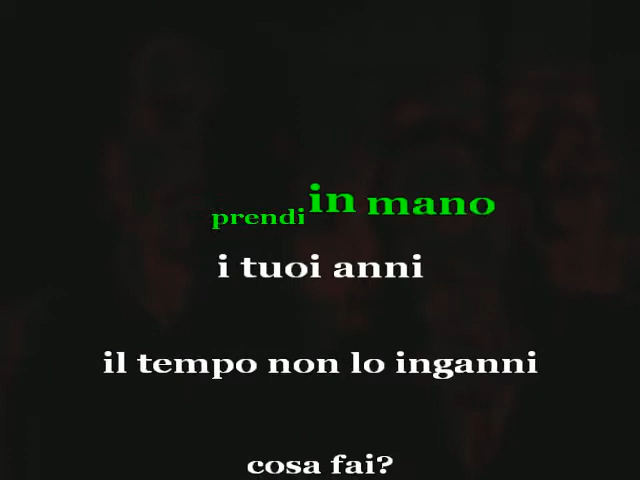 prendi in mano
i tuoi anni
il tempo non lo inganni
cosa fai?